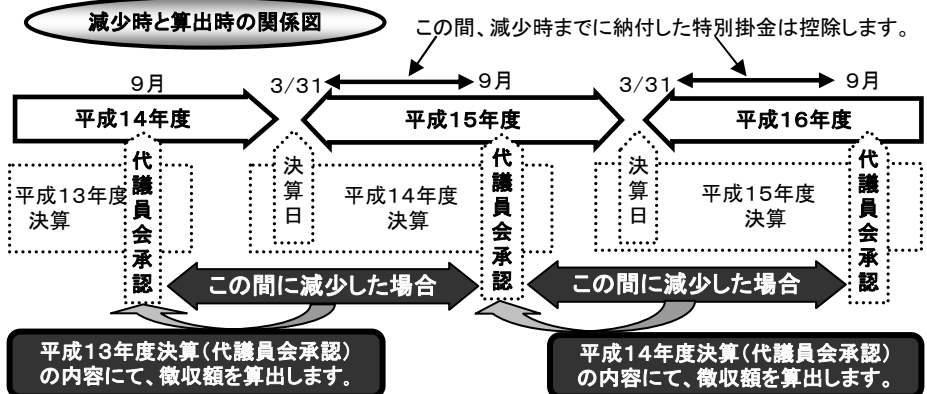 減少時と算出時の関係図
この間、減少時までに納付した特別掛金は控除します。
9月
3/31
9月
3/31
9月
平成14年度
平成15年度
平成16年度
平成13年度
決算
代議員会承認
決算日
平成14年度
決算
代議員会承認
決算日
平成15年度
決算
代議員会承認
この間に減少した場合
この間に減少した場合
平成13年度決算(代議員会承認)
の内容にて、徴収額を算出します。
平成14年度決算(代議員会承認)
の内容にて、徴収額を算出します。